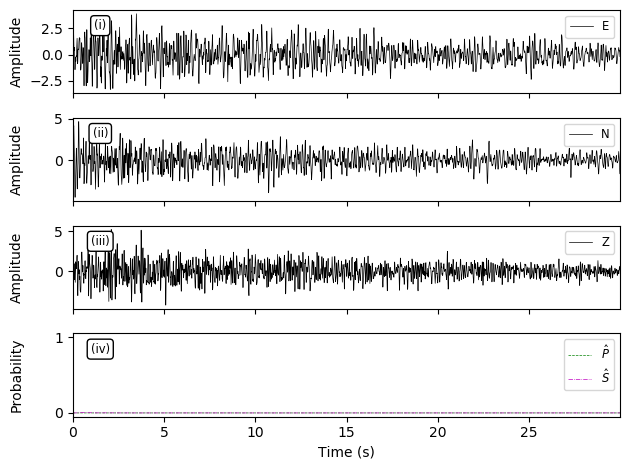 (i)
E
Amplitude
2.5
0.0
−2.5
(ii)
N
Amplitude
5
0
(iii)
Z
Amplitude
5
0
(iv)
P̂
Ŝ
Probability
1
0
0 5 10 15 20 25
Time (s)